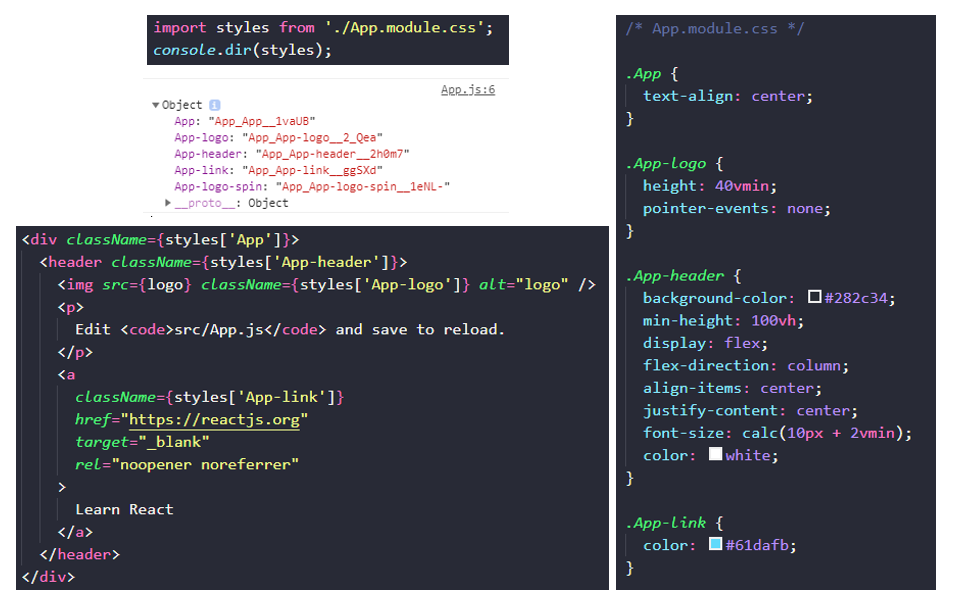 import styles from './App.module.css';
console.dir(styles);
App.js:6
▼Object i
App: "App_App__1vaUB"
App-logo: "App_App-logo__2_Qea"
App-header: "App_App-header__2h0m7"
App-link: "App_App-link__ggSXd"
App-logo-spin: "App_App-logo-spin__1eNL-"
▶__proto__: Object
<div className={styles['App']}>
<header className={styles['App-header']}>
<img src={logo} className={styles['App-logo']} alt="logo" />
<p>
Edit <code>src/App.js</code> and save to reload.
</p>
<a
className={styles['App-link']}
href="https://reactjs.org"
target="_blank"
rel="noopener noreferrer"
>
Learn React
</a>
</header>
</div>
/* App.module.css */
.App {
text-align: center;
}
.App-logo {
height: 40vmin;
pointer-events: none;
}
.App-header {
background-color: #282c34;
min-height: 100vh;
display: flex;
flex-direction: column;
align-items: center;
justify-content: center;
font-size: calc(10px + 2vmin);
color: white;
}
.App-link {
color: #61dafb;
}